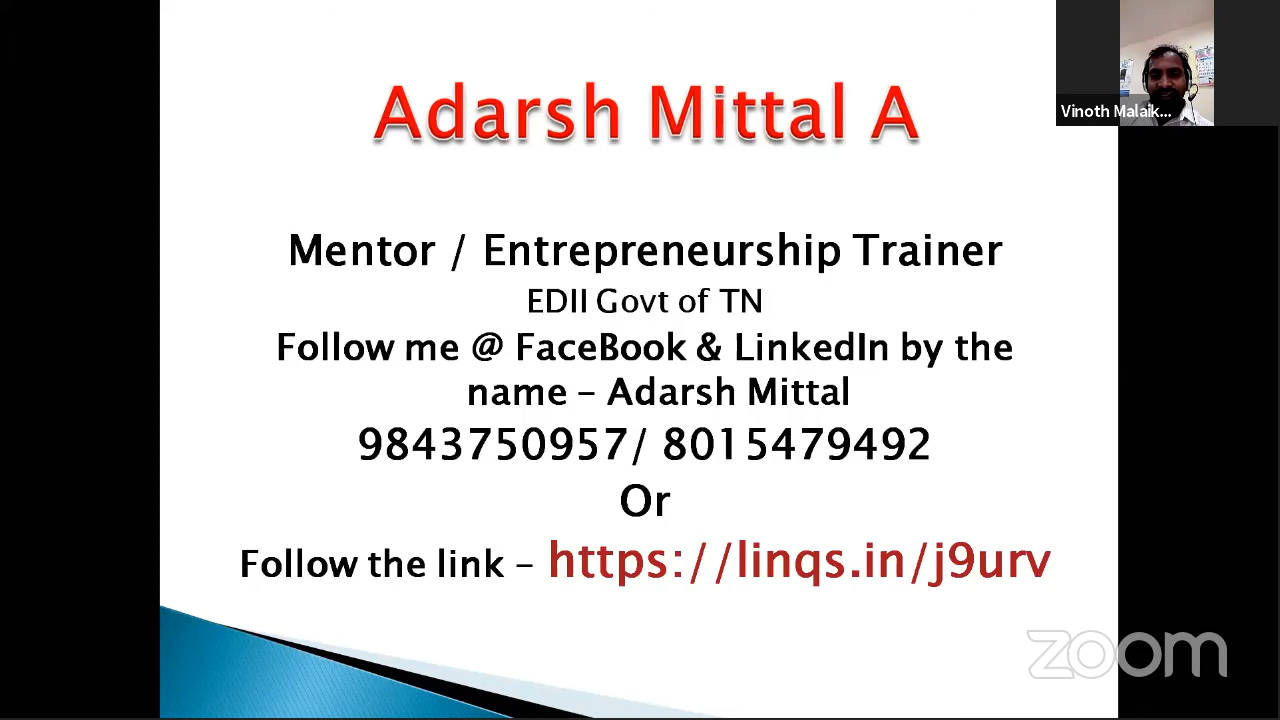 Adarsh Mittal A
Vinoth Malaik...
Mentor / Entrepreneurship Trainer
EDII Govt of TN
Follow me @ FaceBook & LinkedIn by the
name – Adarsh Mittal
9843750957/ 8015479492
Or
Follow the link – https://linqs.in/j9urv
zoom